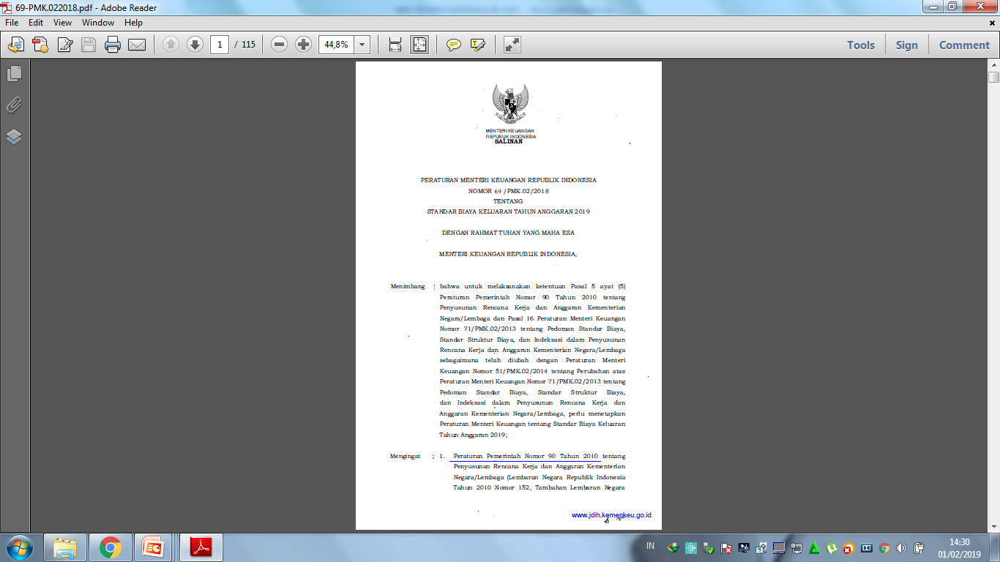 69-PMK.022018.pdf - Adobe Reader
File Edit View Window Help
1 / 115 44,8% Tools Sign Comment
MENTERI KEUANGAN
REPUBLIK INDONESIA
SALINAN
PERATURAN MENTERI KEUANGAN REPUBLIK INDONESIA
NOMOR 69 /PMK.02/2018
TENTANG
STANDAR BIAYA KELUARAN TAHUN ANGGARAN 2019
DENGAN RAHMAT TUHAN YANG MAHA ESA
MENTERI KEUANGAN REPUBLIK INDONESIA,
Menimbang : bahwa untuk melaksanakan ketentuan Pasal 5 ayat (5)
Peraturan Pemerintah Nomor 90 Tahun 2010 tentang
Penyusunan Rencana Kerja dan Anggaran Kementerian
Negara/Lembaga dan Pasal 16 Peraturan Menteri Keuangan
Nomor 71/PMK.02/2013 tentang Pedoman Standar Biaya,
Standar Struktur Biaya, dan Indeksasi dalam Penyusunan
Rencana Kerja dan Anggaran Kementerian Negara/Lembaga
sebagaimana telah diubah dengan Peraturan Menteri
Keuangan Nomor 51/PMK.02/2014 tentang Perubahan atas
Peraturan Menteri Keuangan Nomor 71/PMK.02/2013 tentang
Pedoman Standar Biaya, Standar Struktur Biaya,
dan Indeksasi dalam Penyusunan Rencana Kerja dan
Anggaran Kementerian Negara/Lembaga, perlu menetapkan
Peraturan Menteri Keuangan tentang Standar Biaya Keluaran
Tahun Anggaran 2019;
Mengingat : 1. Peraturan Pemerintah Nomor 90 Tahun 2010 tentang
Penyusunan Rencana Kerja dan Anggaran Kementerian
Negara/Lembaga (Lembaran Negara Republik Indonesia
Tahun 2010 Nomor 152, Tambahan Lembaran Negara
www.jdih.kemenkeu.go.id
IN 14:30
01/02/2019